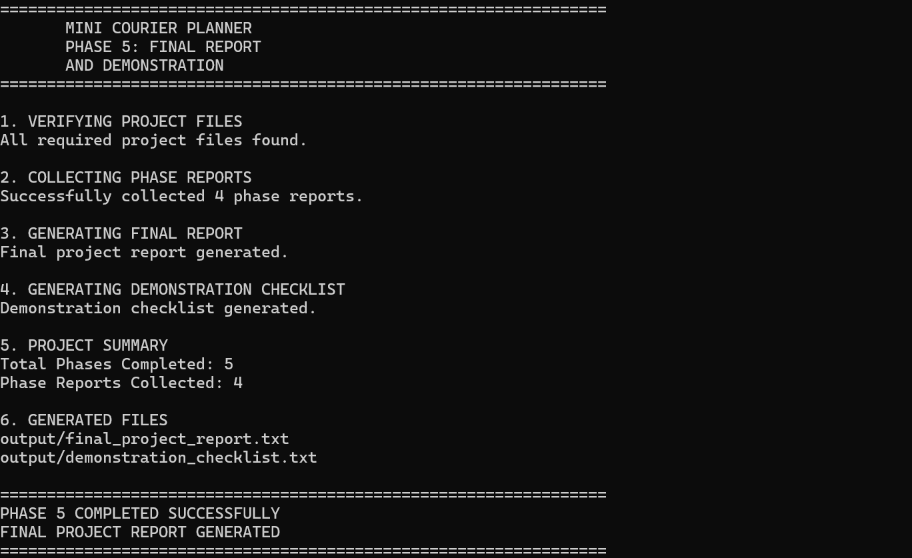 =================================================================
MINI COURIER PLANNER
PHASE 5: FINAL REPORT
AND DEMONSTRATION
=================================================================
1. VERIFYING PROJECT FILES
All required project files found.
2. COLLECTING PHASE REPORTS
Successfully collected 4 phase reports.
3. GENERATING FINAL REPORT
Final project report generated.
4. GENERATING DEMONSTRATION CHECKLIST
Demonstration checklist generated.
5. PROJECT SUMMARY
Total Phases Completed: 5
Phase Reports Collected: 4
6. GENERATED FILES
output/final_project_report.txt
output/demonstration_checklist.txt
=================================================================
PHASE 5 COMPLETED SUCCESSFULLY
FINAL PROJECT REPORT GENERATED
=================================================================